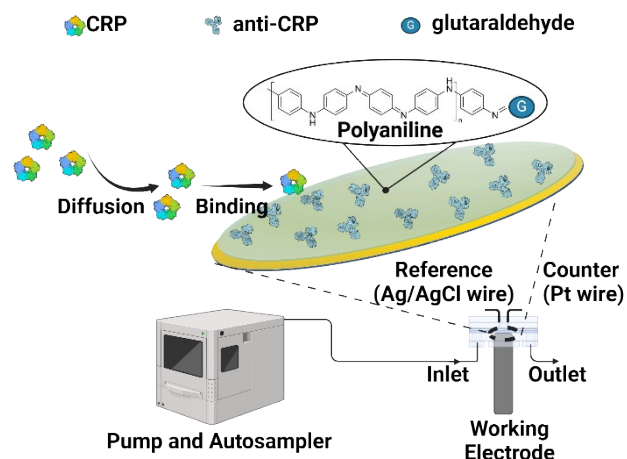 CRP
anti-CRP
G
glutaraldehyde
H
N
N
N
H
N
n
N
G
Polyaniline
Diffusion
Binding
Reference
(Ag/AgCl wire)
Counter
(Pt wire)
Inlet
Outlet
Pump and Autosampler
Working
Electrode